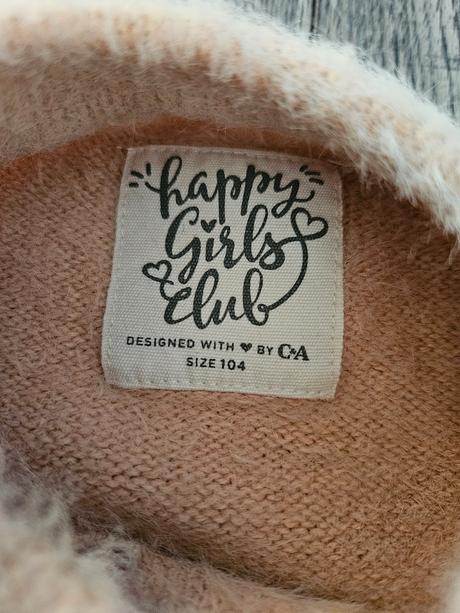 happy
Girls
club
DESIGNED WITH ♥ BY C&A
SIZE 104